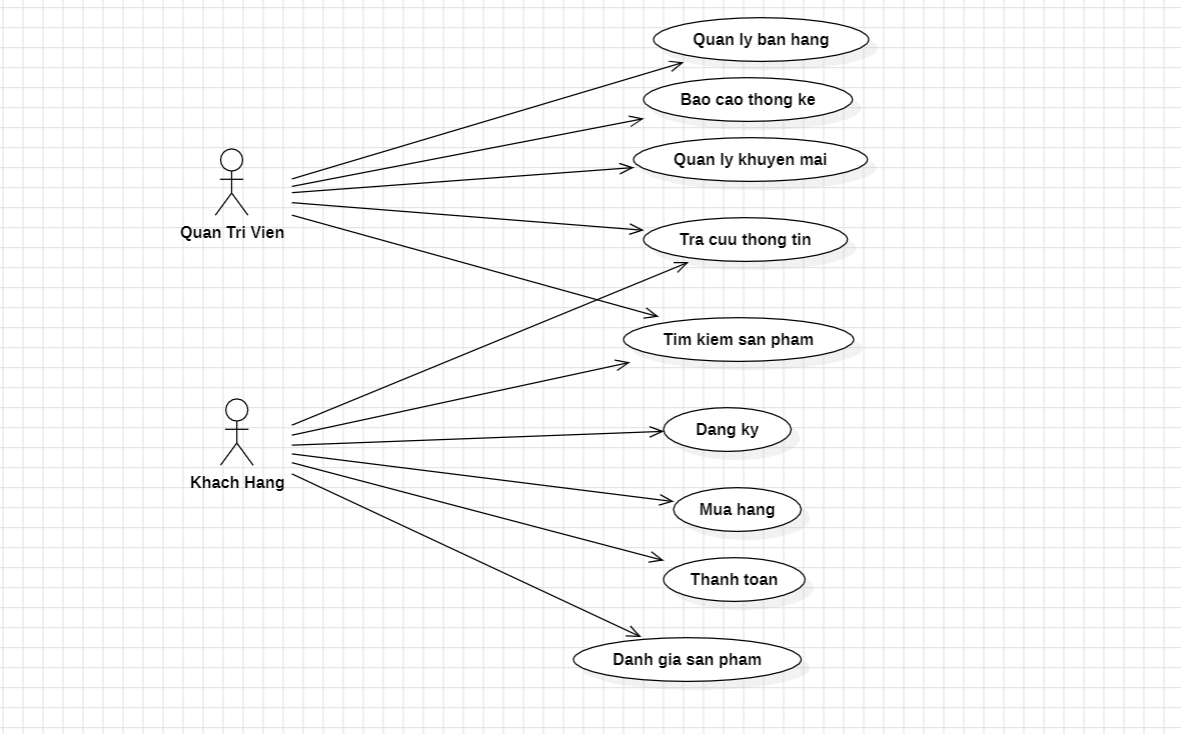 Quan ly ban hang
Bao cao thong ke
Quan ly khuyen mai
Quan Tri Vien
Tra cuu thong tin
Tim kiem san pham
Dang ky
Khach Hang
Mua hang
Thanh toan
Danh gia san pham